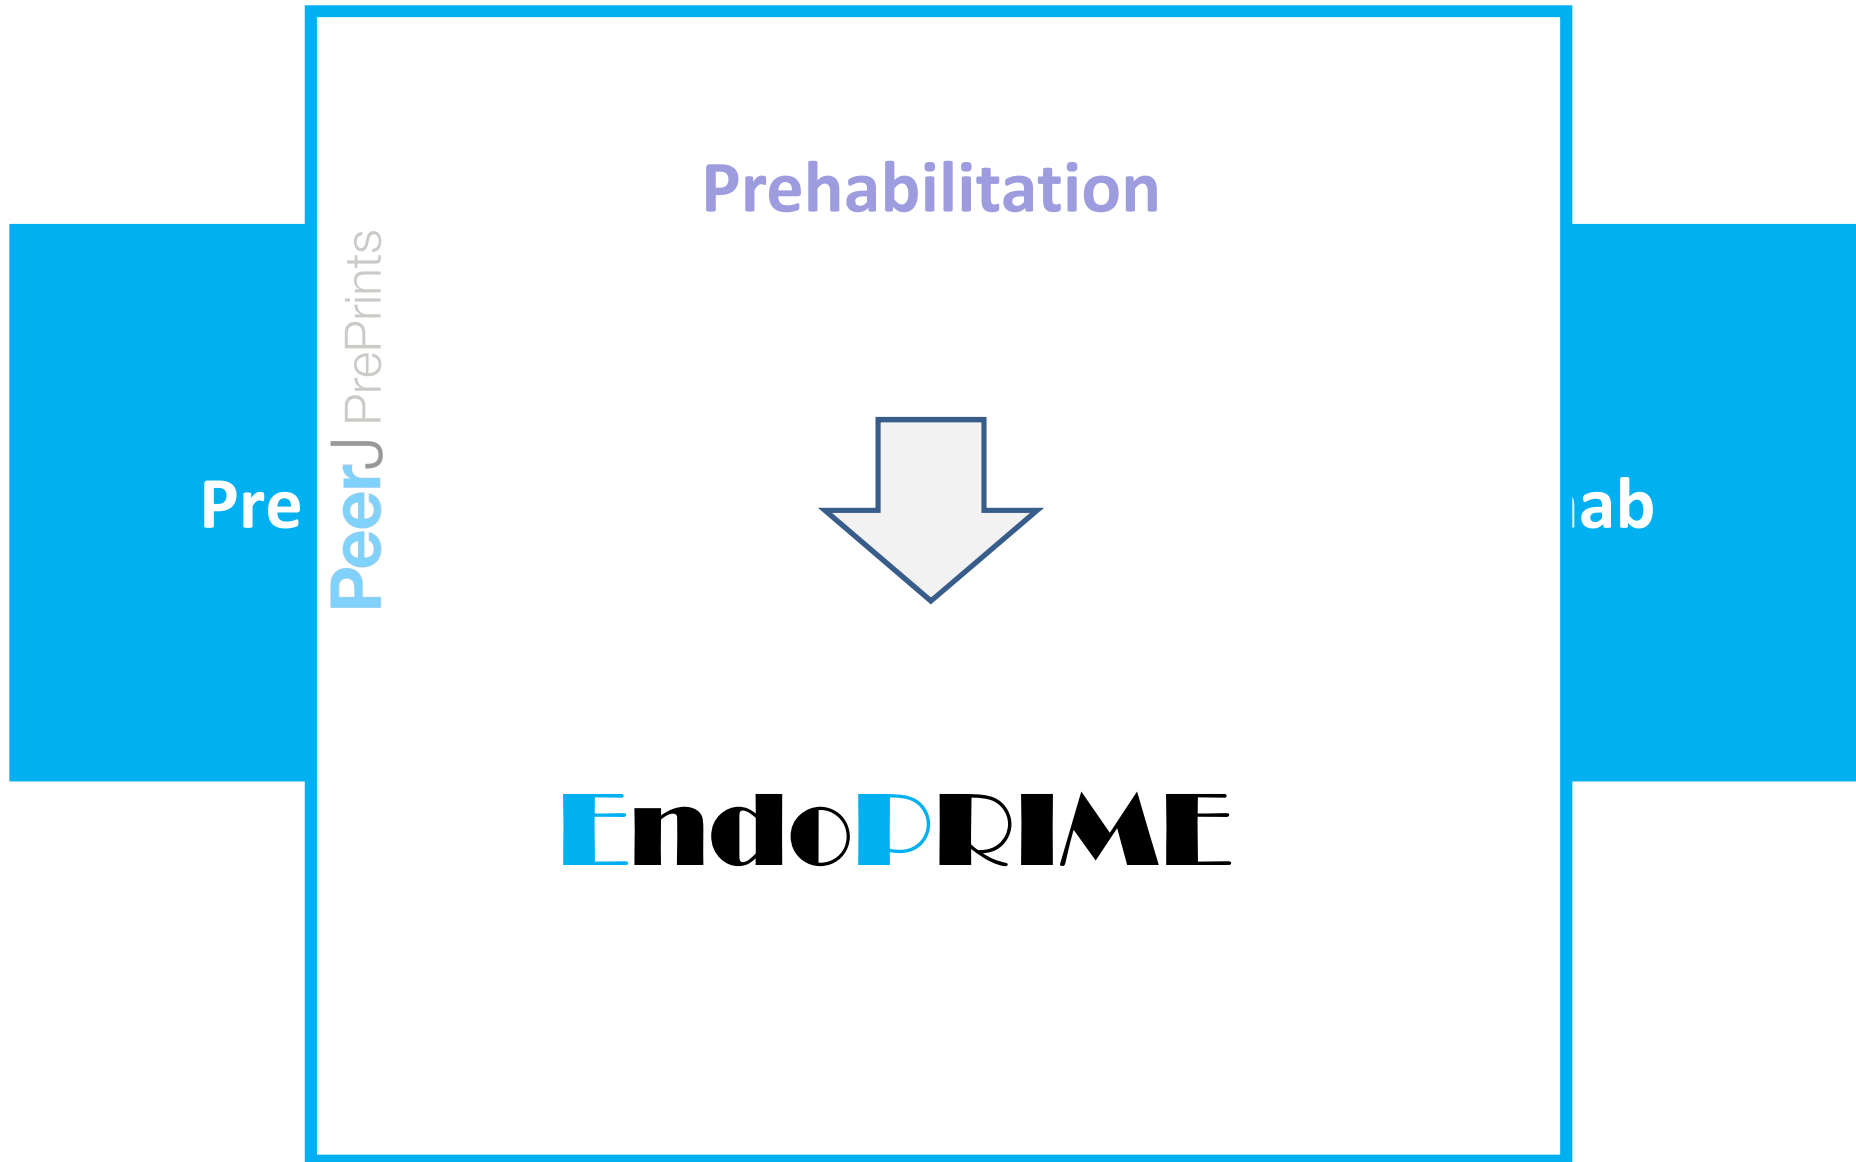 Prehabilitation
PeerJ PrePrints
Pre
ab
EndoPRIME